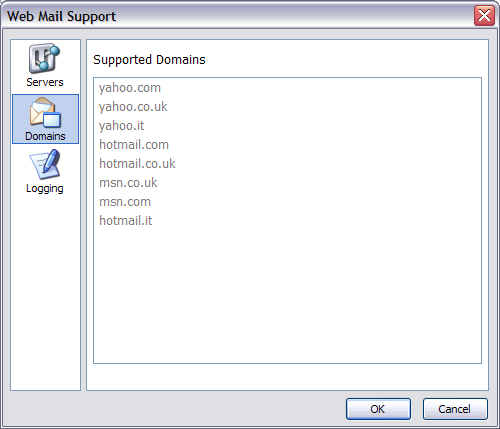 Web Mail Support
Servers
Domains
Logging
Supported Domains
yahoo.com
yahoo.co.uk
yahoo.it
hotmail.com
hotmail.co.uk
msn.co.uk
msn.com
hotmail.it
OK
Cancel